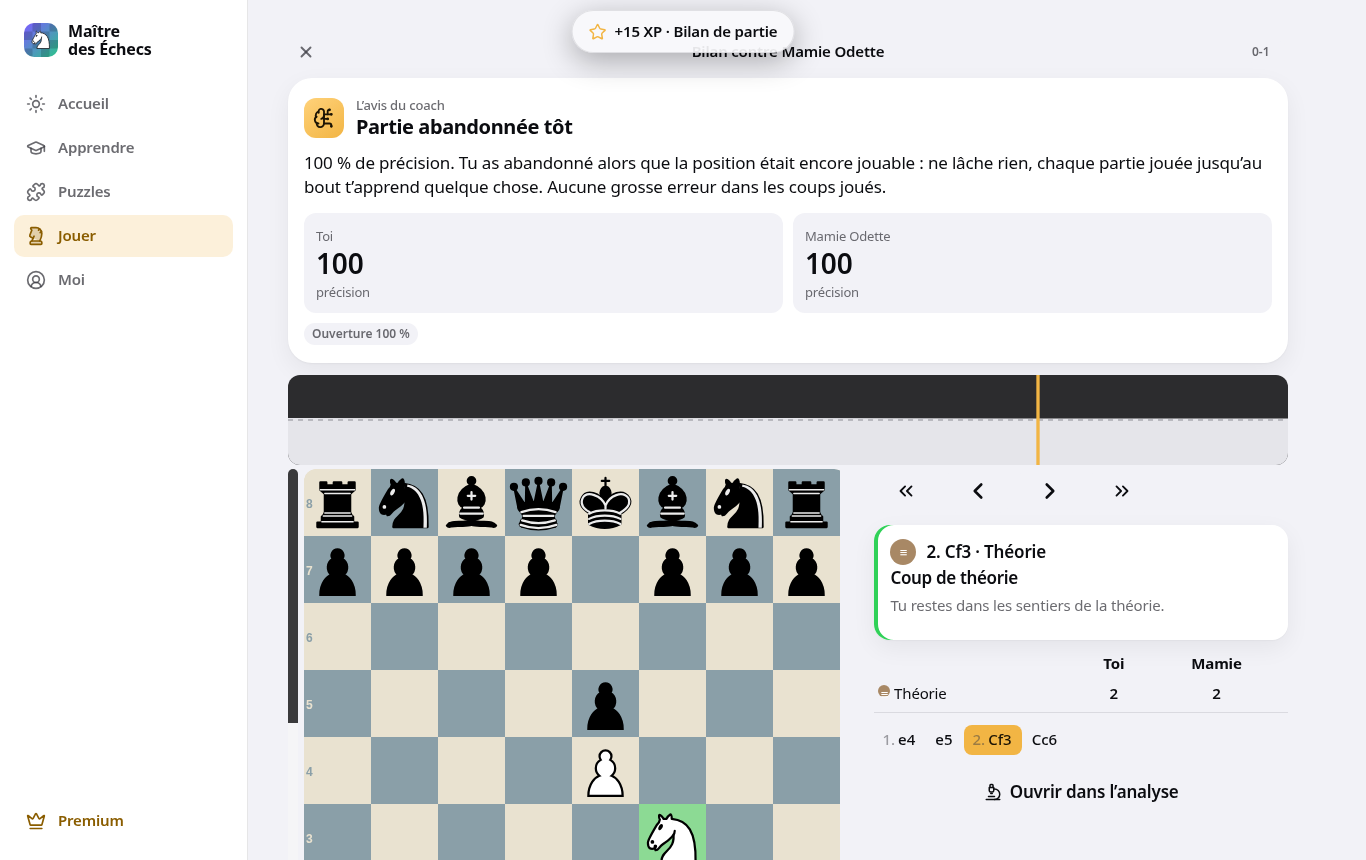 Maître
des Échecs
Accueil
Apprendre
Puzzles
Jouer
Moi
Premium
+15 XP · Bilan de partie
Bilan contre Mamie Odette
0-1
L’avis du coach
Partie abandonnée tôt
100 % de précision. Tu as abandonné alors que la position était encore jouable : ne lâche rien, chaque partie jouée jusqu’au
bout t’apprend quelque chose. Aucune grosse erreur dans les coups joués.
Toi
100
précision
Mamie Odette
100
précision
Ouverture 100 %
8
7
6
5
4
3
2. Cf3 · Théorie
Coup de théorie
Tu restes dans les sentiers de la théorie.
Toi Mamie
Théorie 2 2
1. e4 e5 2. Cf3 Cc6
Ouvrir dans l’analyse